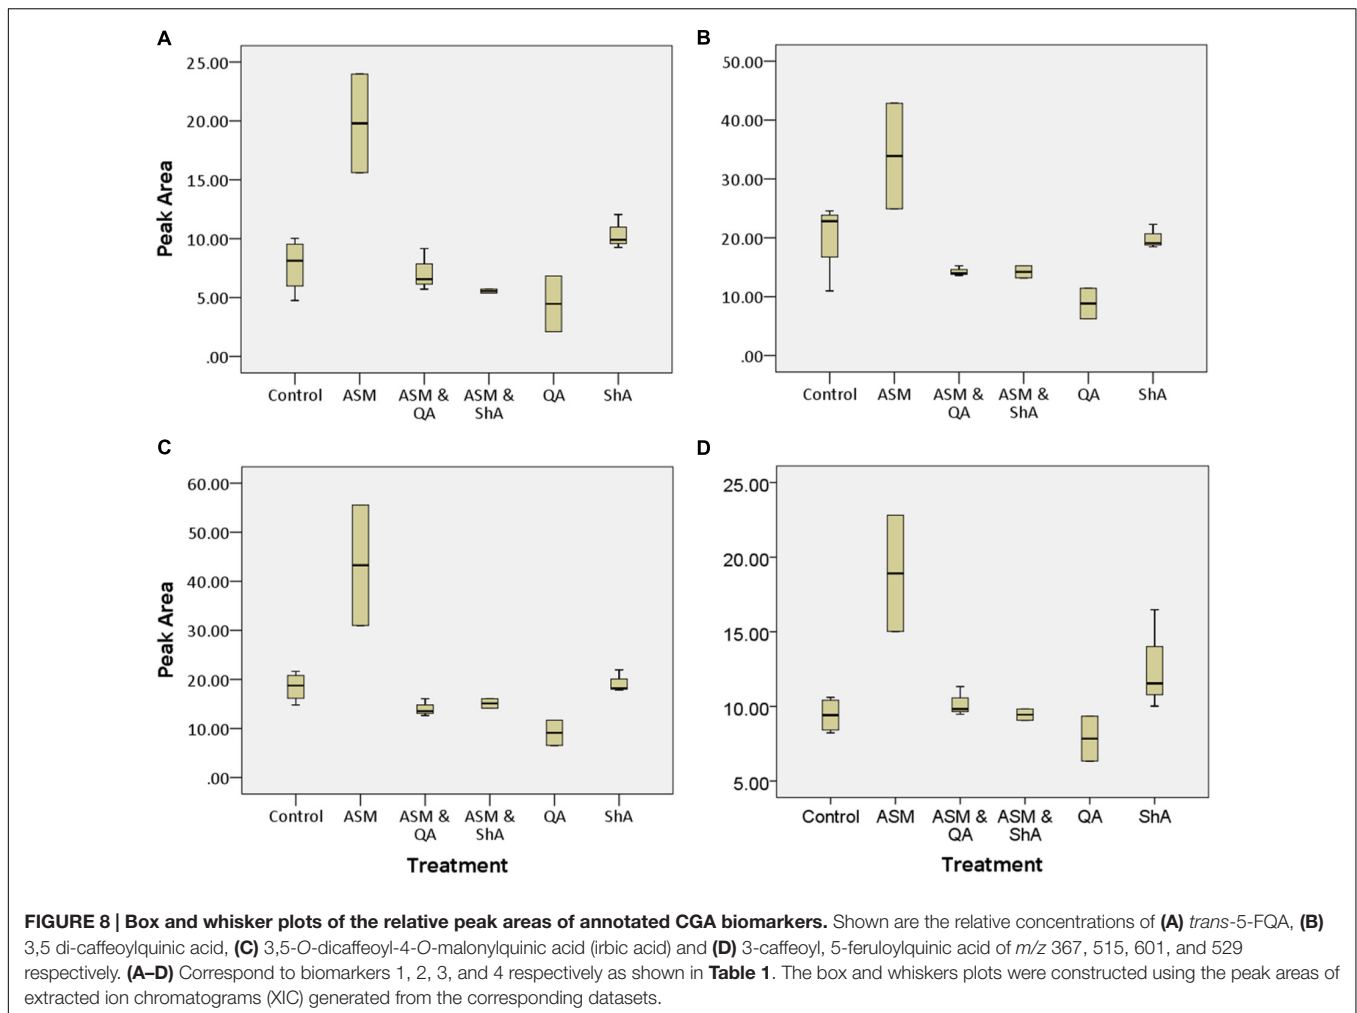 A
Peak Area
25.00
20.00
15.00
10.00
5.00
.00
Control ASM ASM & QA ASM & ShA QA ShA
B
50.00
40.00
30.00
20.00
10.00
.00
Control ASM ASM & QA ASM & ShA QA ShA
C
Peak Area
60.00
50.00
40.00
30.00
20.00
10.00
.00
Control ASM ASM & QA ASM & ShA QA ShA
Treatment
D
25.00
20.00
15.00
10.00
5.00
Control ASM ASM & QA ASM & ShA QA ShA
Treatment
FIGURE 8 | Box and whisker plots of the relative peak areas of annotated CGA biomarkers. Shown are the relative concentrations of (A) trans-5-FQA, (B)
3,5 di-caffeoylquinic acid, (C) 3,5-O-dicaffeoyl-4-O-malonylquinic acid (irbic acid) and (D) 3-caffeoyl, 5-feruloylquinic acid of m/z 367, 515, 601, and 529
respectively. (A–D) Correspond to biomarkers 1, 2, 3, and 4 respectively as shown in Table 1. The box and whiskers plots were constructed using the peak areas of
extracted ion chromatograms (XIC) generated from the corresponding datasets.